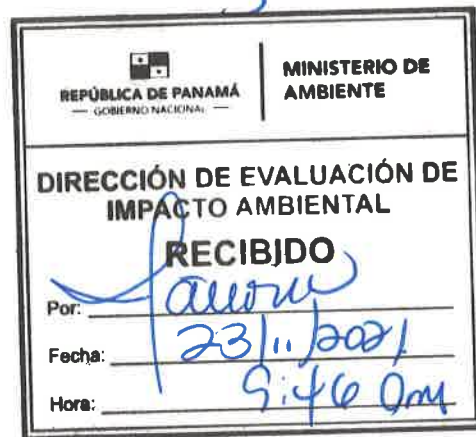 REPÚBLICA DE PANAMÁ
— GOBIERNO NACIONAL —
MINISTERIO DE
AMBIENTE
DIRECCIÓN DE EVALUACIÓN DE
IMPACTO AMBIENTAL
RECIBIDO
Por:
Fecha: 23/11/2021
Hora: 9:46 am